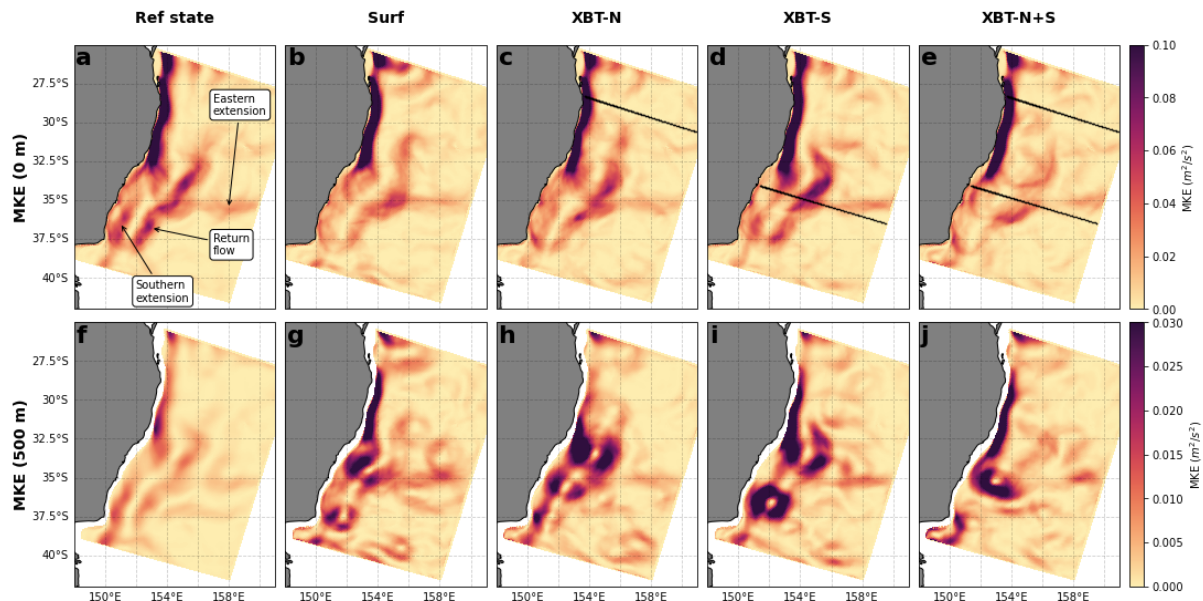 Ref state Surf XBT-N XBT-S XBT-N+S
a b c d e
27.5°S
30°S
32.5°S
35°S
37.5°S
40°S
MKE (0 m)
Eastern
extension
Return
flow
Southern
extension
0.10
0.08
0.06
0.04
0.02
0.00
MKE (m²/s²)
f g h i j
27.5°S
30°S
32.5°S
35°S
37.5°S
40°S
MKE (500 m)
0.030
0.025
0.020
0.015
0.010
0.005
0.000
MKE (m²/s²)
150°E 154°E 158°E 150°E 154°E 158°E 150°E 154°E 158°E 150°E 154°E 158°E 150°E 154°E 158°E